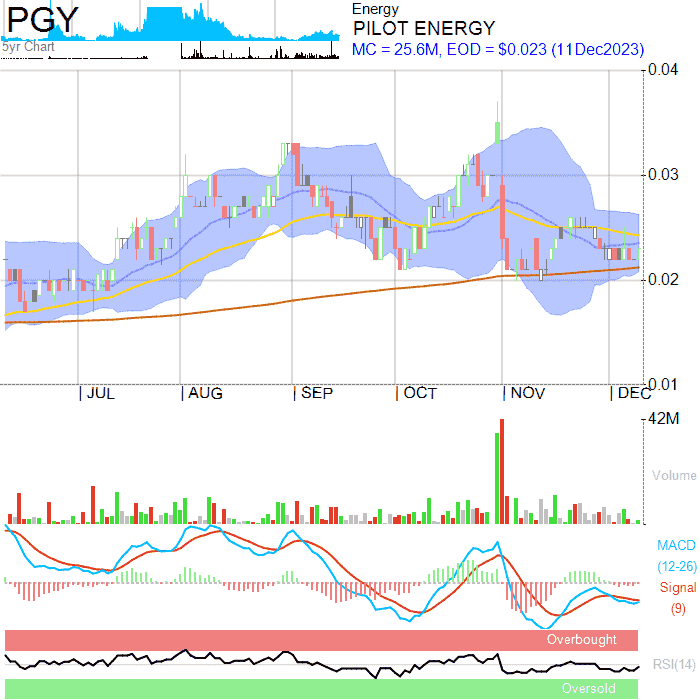 PGY
5yr Chart
Energy
PILOT ENERGY
MC = 25.6M, EOD = $0.023 (11Dec2023)
0.04
0.03
0.02
0.01
JUL
AUG
SEP
OCT
NOV
DEC
42M
Volume
MACD
(12-26)
Signal
(9)
Overbought
RSI(14)
Oversold